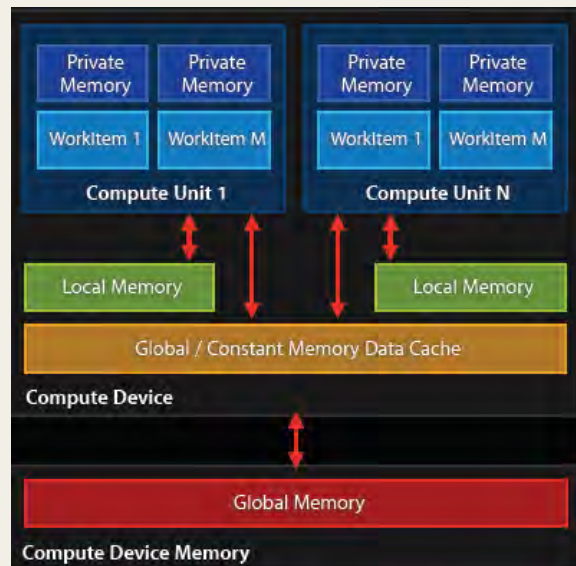 Private Memory
Private Memory
Private Memory
Private Memory
WorkItem 1
WorkItem M
WorkItem 1
WorkItem M
Compute Unit 1
Compute Unit N
Local Memory
Local Memory
Global / Constant Memory Data Cache
Compute Device
Global Memory
Compute Device Memory